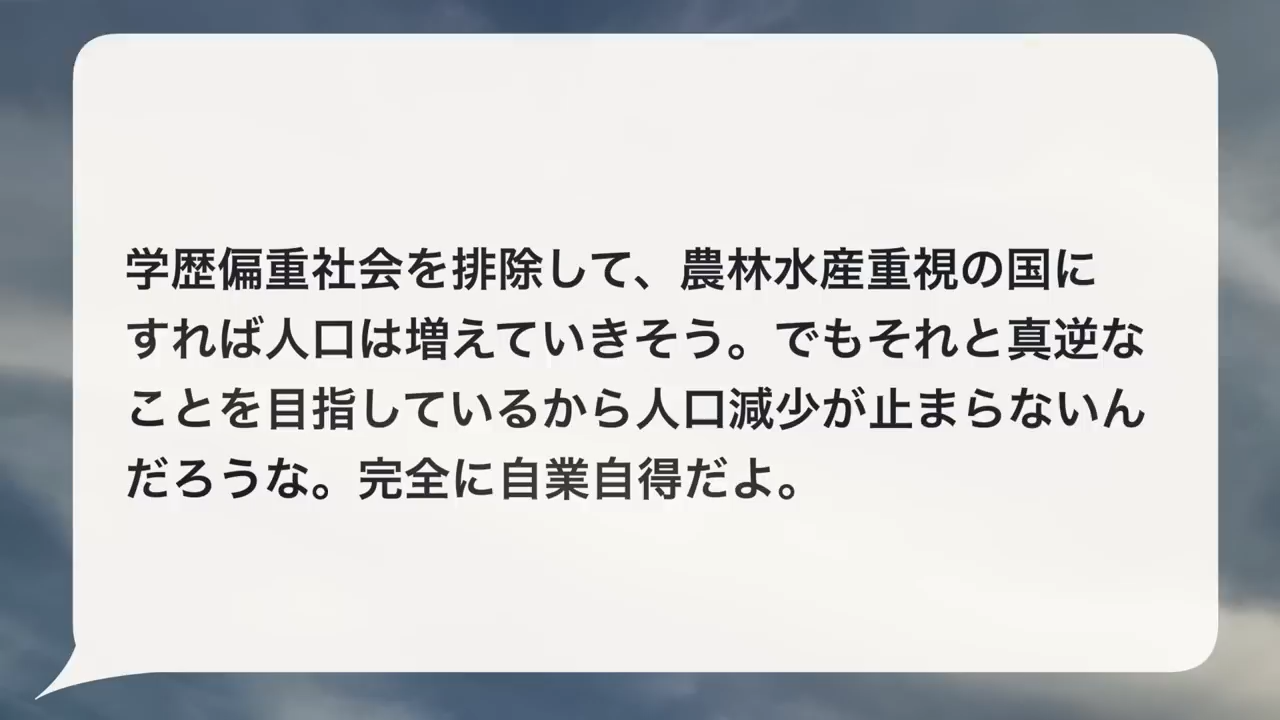 学歴偏重社会を排除して、農林水産重視の国に
すれば人口は増えていきそう。でもそれと真逆な
ことを目指しているから人口減少が止まらないん
だろうな。完全に自業自得だよ。